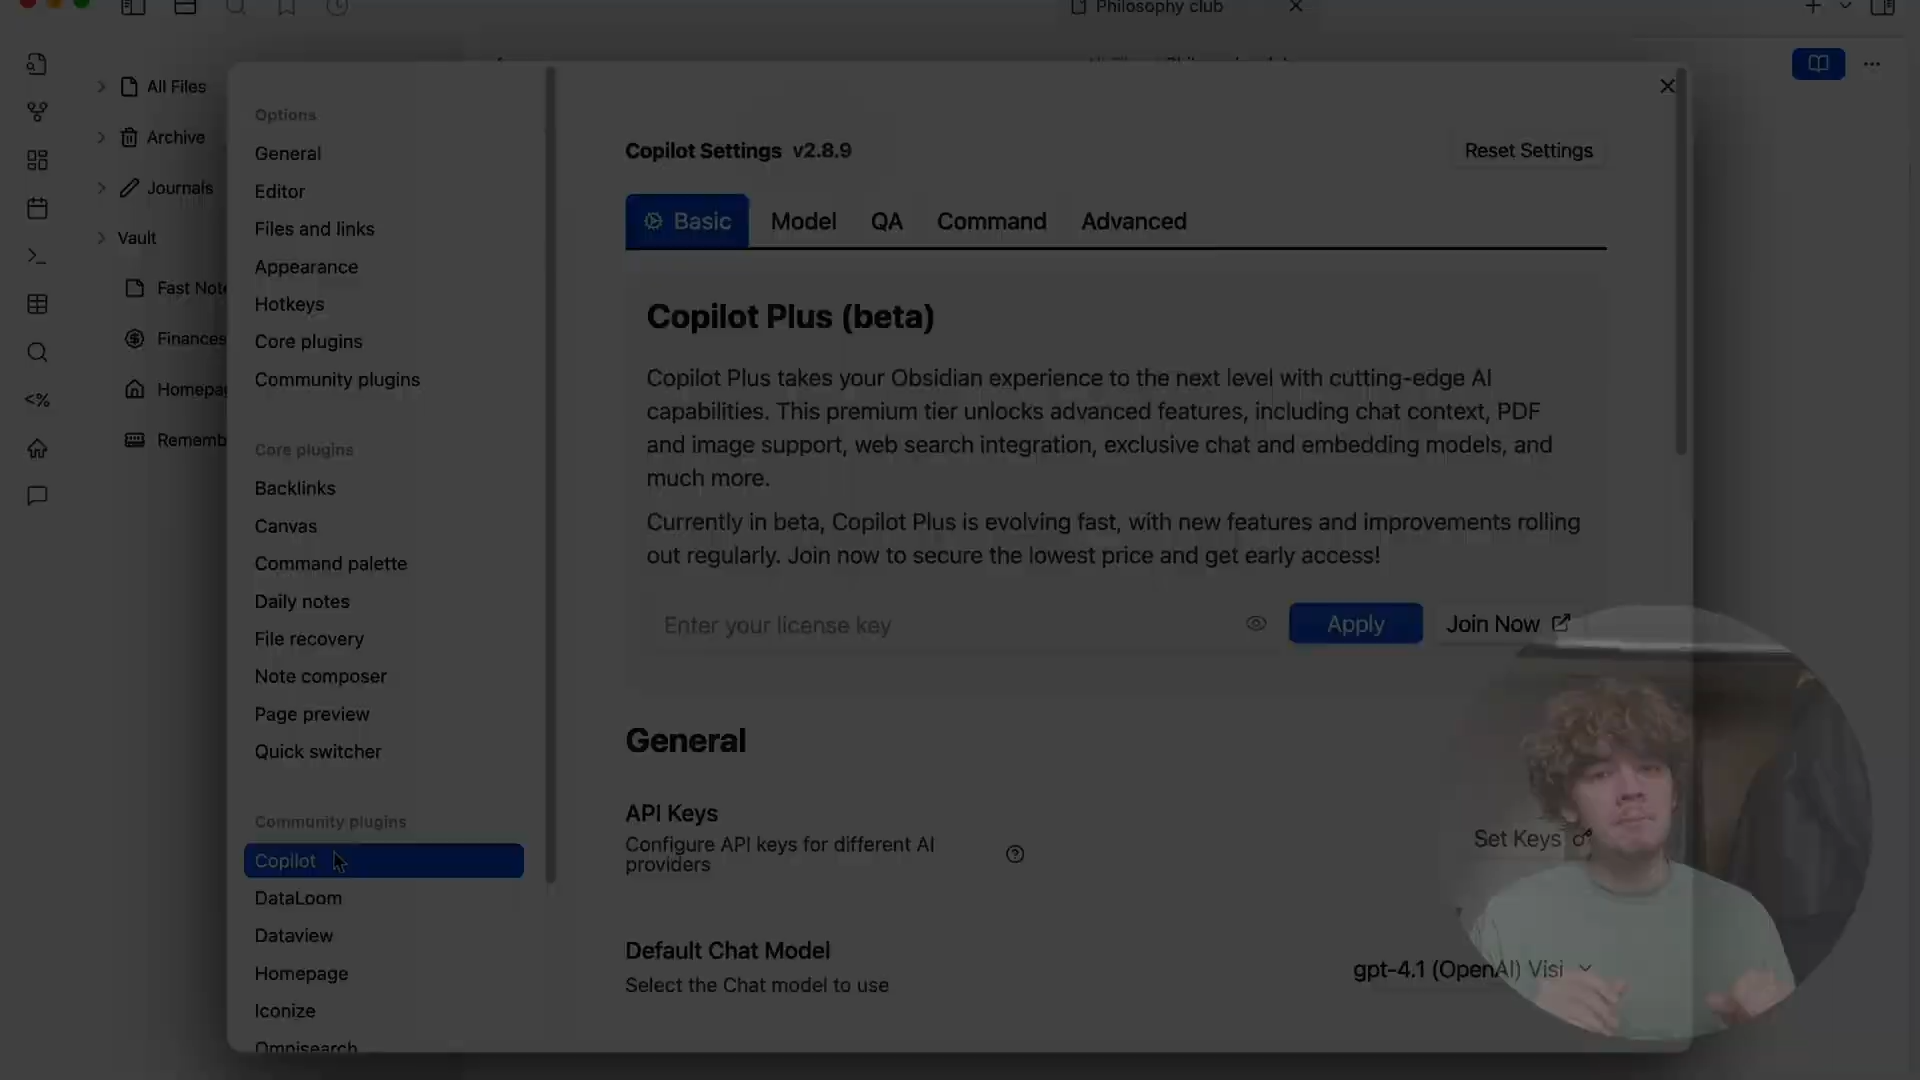 Philosophy club
All Files
Archive
Journals
Vault
Fast Note
Finances
Homepa
Rememb
Options
General
Editor
Files and links
Appearance
Hotkeys
Core plugins
Community plugins
Core plugins
Backlinks
Canvas
Command palette
Daily notes
File recovery
Note composer
Page preview
Quick switcher
Community plugins
Copilot
DataLoom
Dataview
Homepage
Iconize
Omnisearch
Copilot Settings v2.8.9
Reset Settings
Basic Model QA Command Advanced
Copilot Plus (beta)
Copilot Plus takes your Obsidian experience to the next level with cutting-edge AI
capabilities. This premium tier unlocks advanced features, including chat context, PDF
and image support, web search integration, exclusive chat and embedding models, and
much more.
Currently in beta, Copilot Plus is evolving fast, with new features and improvements rolling
out regularly. Join now to secure the lowest price and get early access!
Enter your license key
Apply
Join Now
General
API Keys
Configure API keys for different AI
providers
Set Keys
Default Chat Model
Select the Chat model to use
gpt-4.1 (OpenAI) Visi